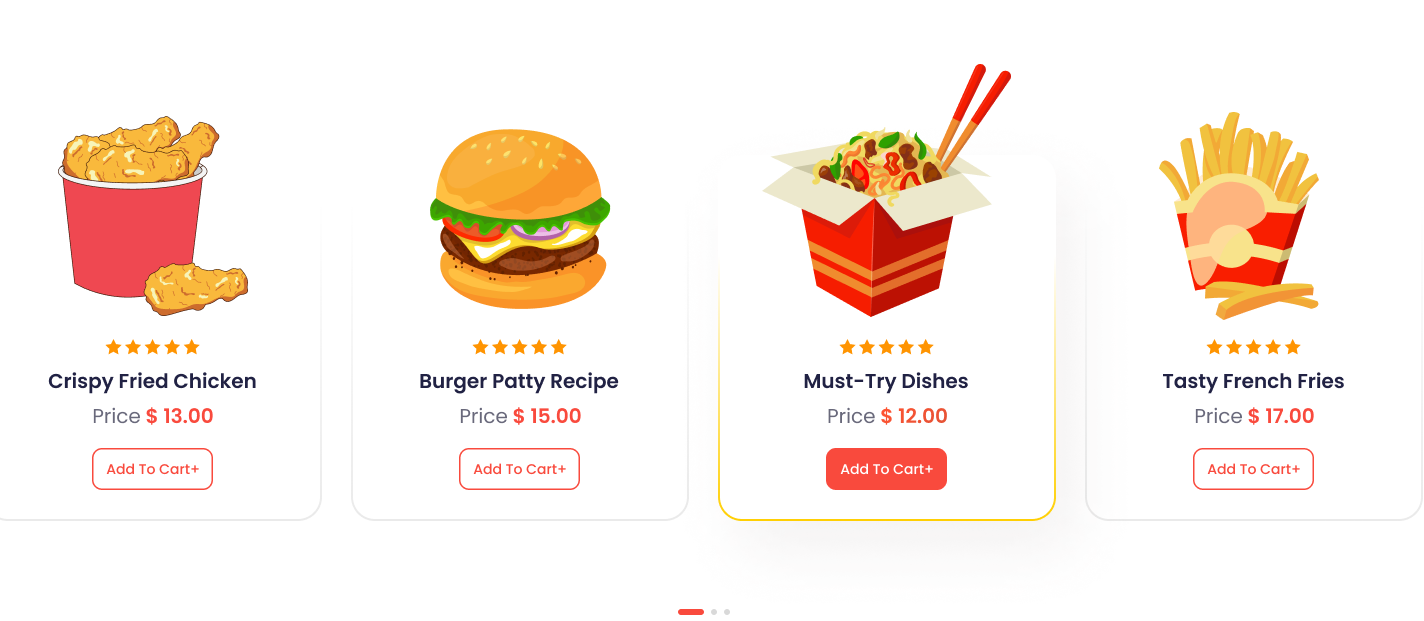 Crispy Fried Chicken
Price $ 13.00
Add To Cart+
Burger Patty Recipe
Price $ 15.00
Add To Cart+
Must-Try Dishes
Price $ 12.00
Add To Cart+
Tasty French Fries
Price $ 17.00
Add To Cart+